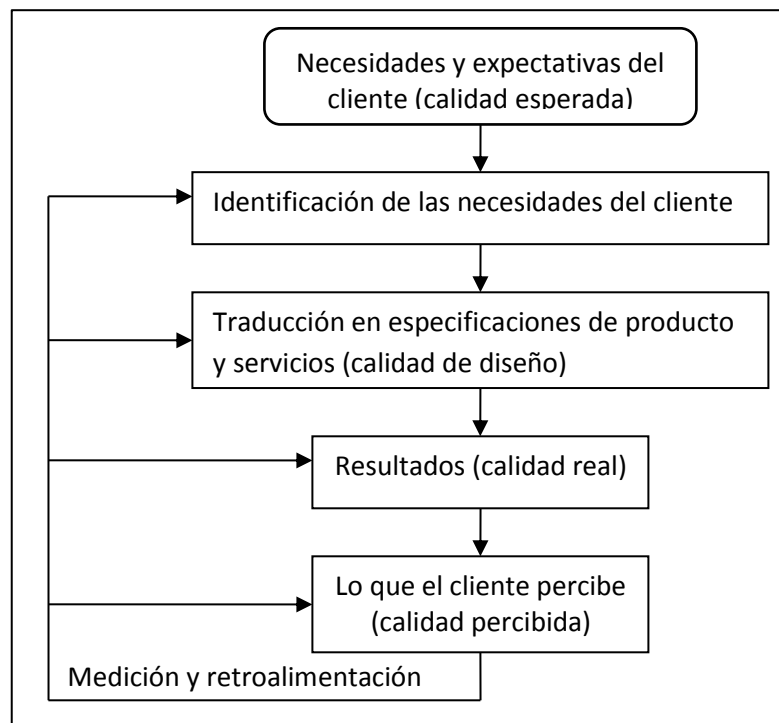 Necesidades y expectativas del
cliente (calidad esperada)
Identificación de las necesidades del cliente
Traducción en especificaciones de producto
y servicios (calidad de diseño)
Resultados (calidad real)
Lo que el cliente percibe
(calidad percibida)
Medición y retroalimentación